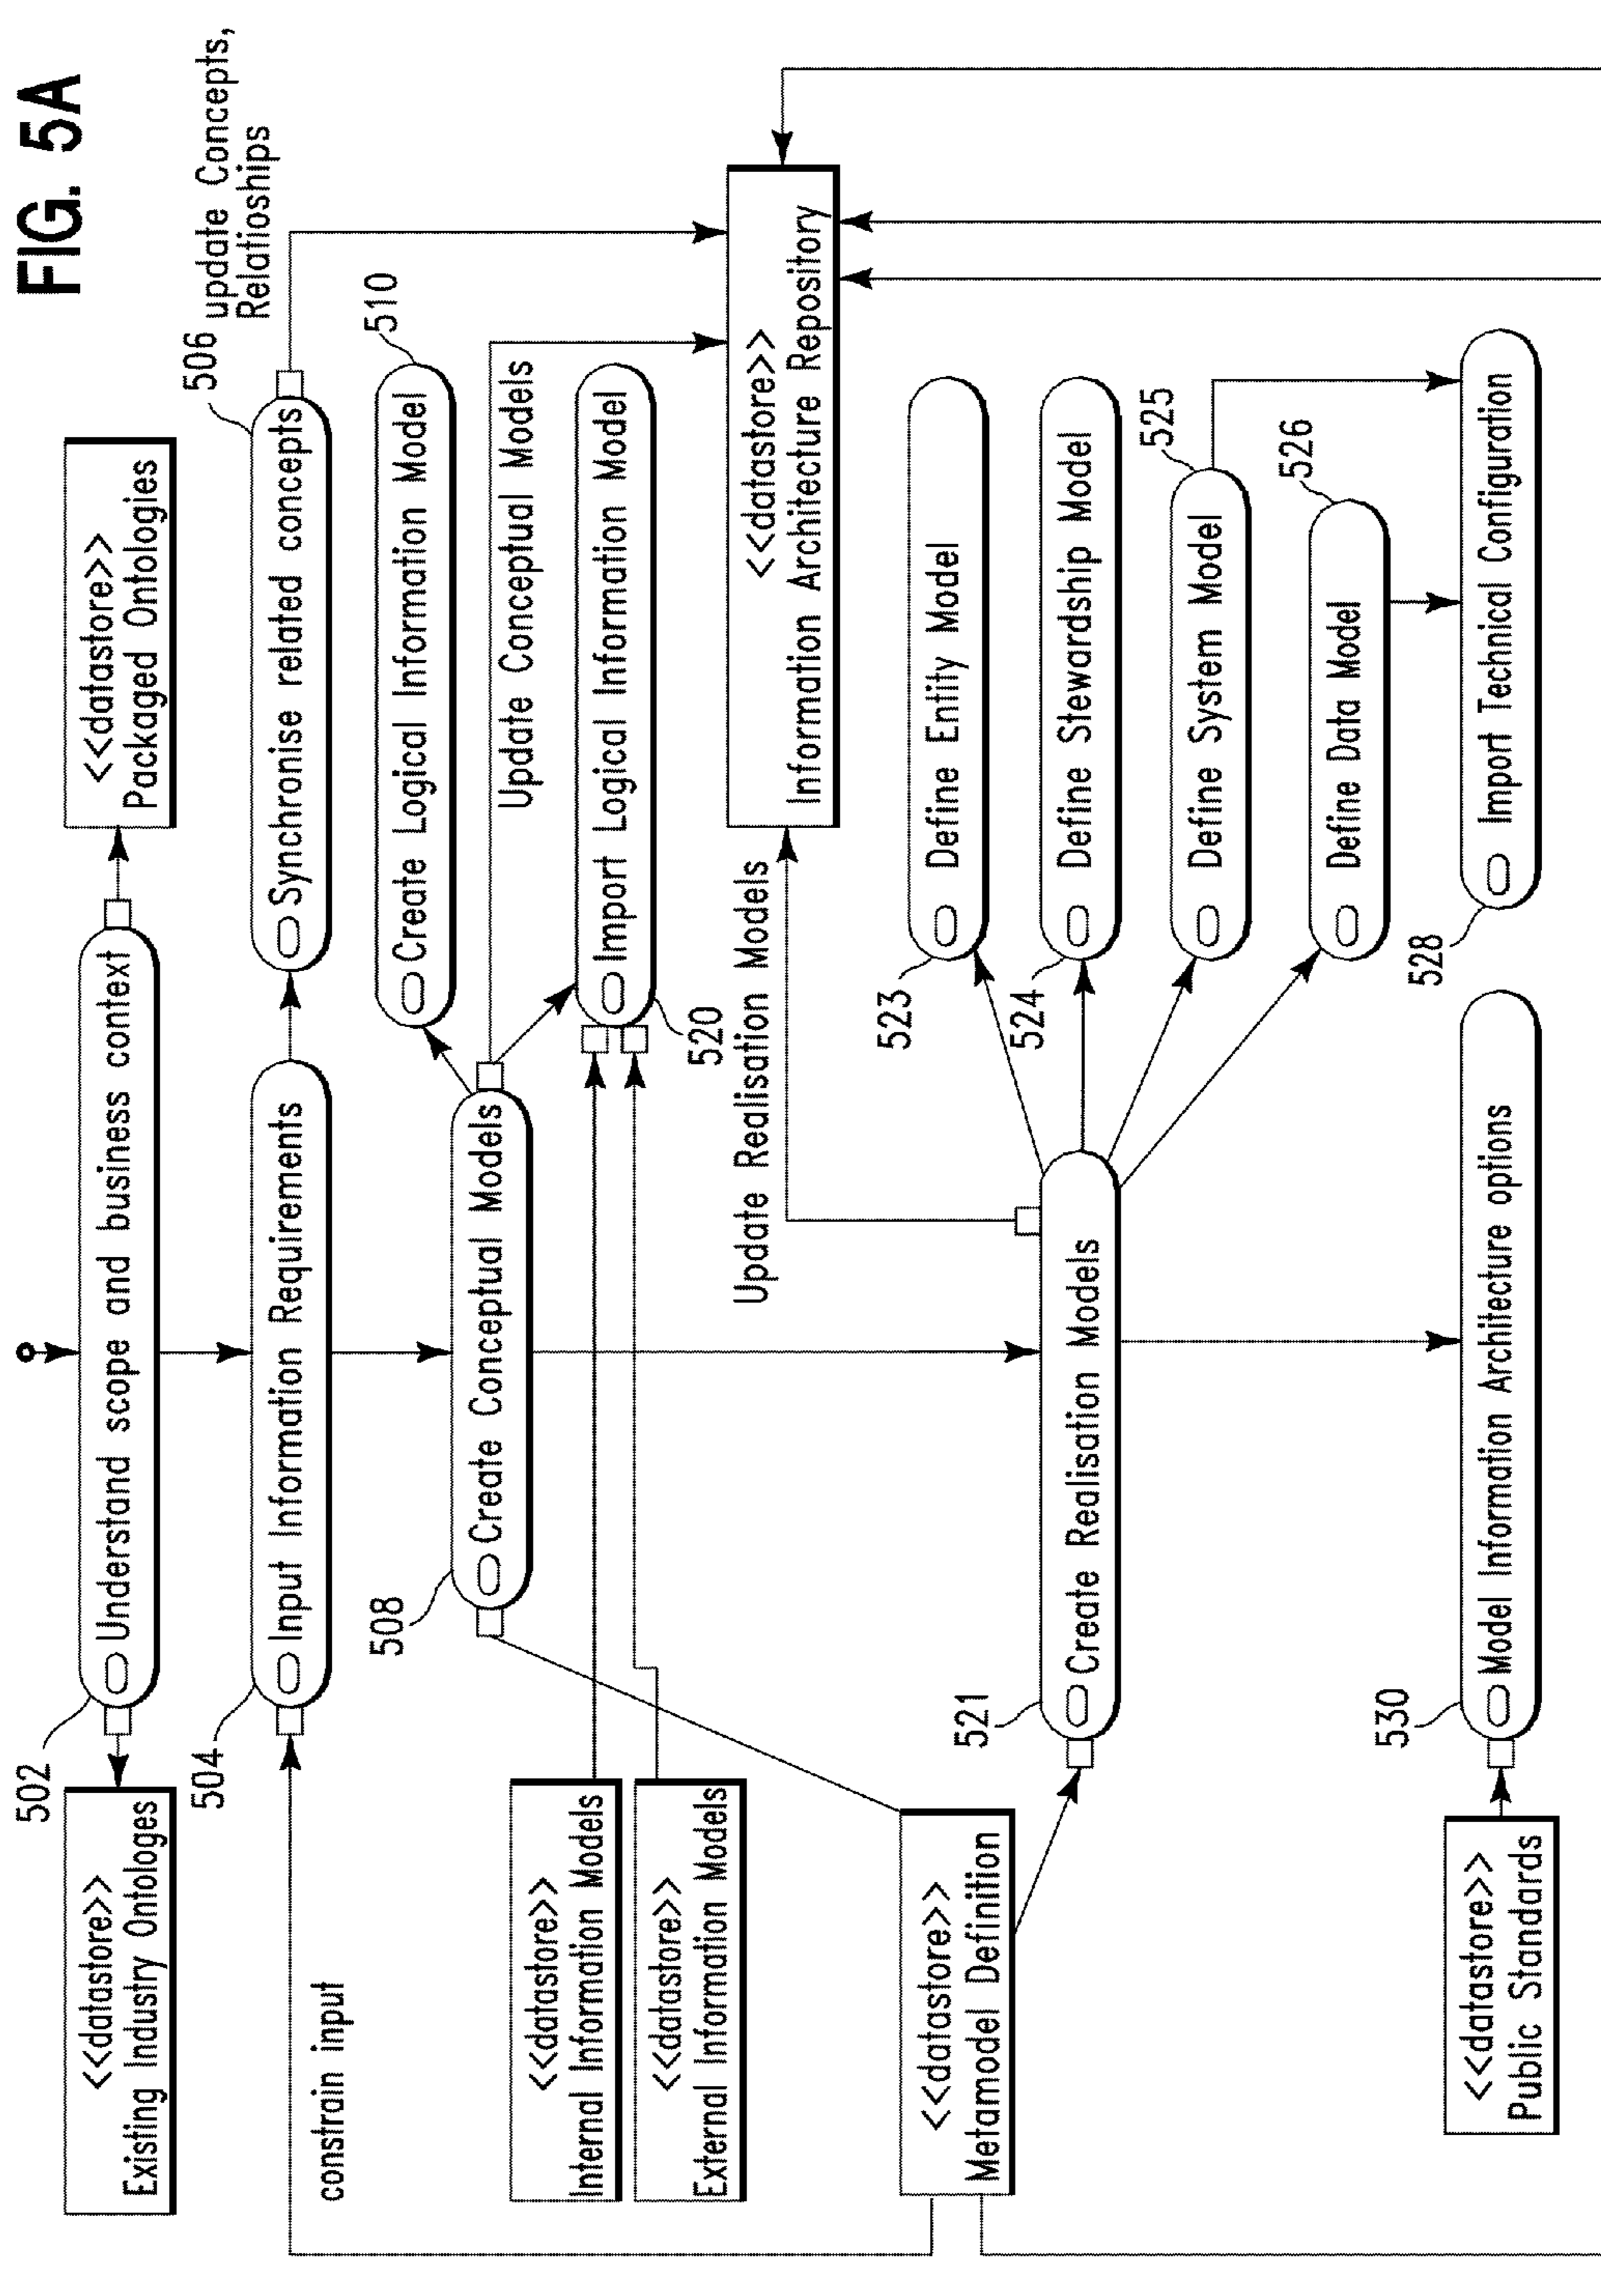 FIG. 5A
502
<<datastore>>
Existing Industry Ontologes
Understand scope and business context
<<datastore>>
Packaged Ontologies
504
Input Information Requirements
506
Synchronise related concepts
update Concepts,
Relatioships
constrain input
508
Create Conceptual Models
510
Create Logical Information Model
Update Conceptual Models
<<datastore>>
Internal Information Models
<<datastore>>
External Information Models
520
Import Logical Information Model
Update Realisation Models
<<datastore>>
Information Architecture Repository
<<datastore>>
Metamodel Definition
521
Create Realisation Models
523
Define Entity Model
524
Define Stewardship Model
525
Define System Model
526
Define Data Model
528
Import Technical Configuration
<<datastore>>
Public Standards
530
Model Information Architecture options